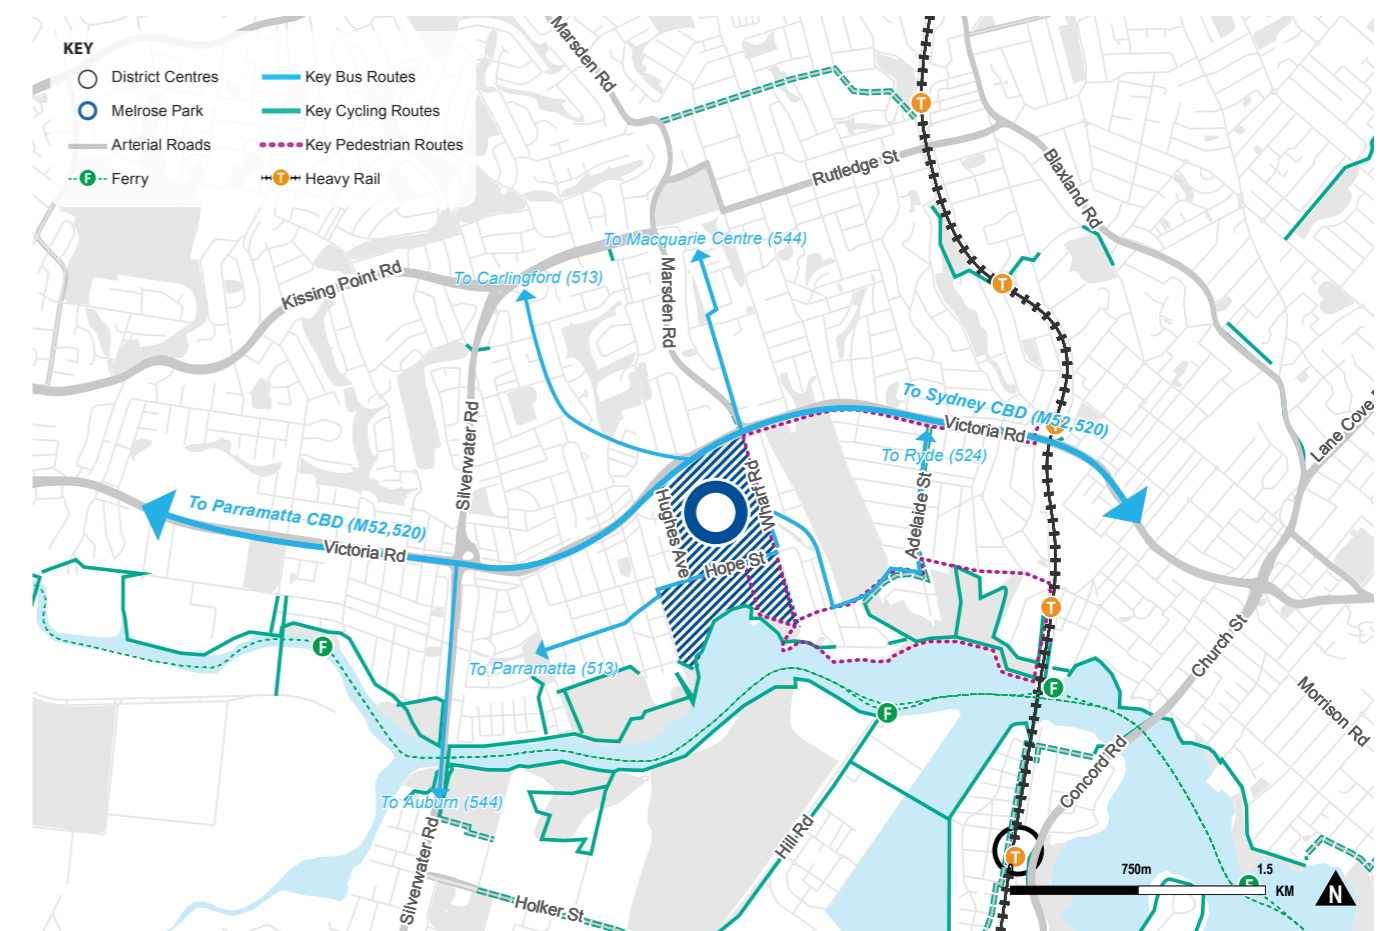 KEY
District Centres
Key Bus Routes
Melrose Park
Key Cycling Routes
Arterial Roads
Key Pedestrian Routes
F Ferry
T Heavy Rail
Marsden Rd
T
Rutledge St
Blaxland Rd
To Macquarie Centre (544)
Kissing Point Rd
To Carlingford (513)
Marsden Rd
T
Silverwater Rd
To Sydney CBD (M52,520)
Victoria Rd
T
Lane Cove
To Ryde (524)
Wharf Rd
Hughes Ave
Adelaide St
To Parramatta CBD (M52,520)
Victoria Rd
Hope St
T
Church St
F
To Parramatta (513)
F
F
Morrison Rd
Concord Rd
To Auburn (544)
Hill Rd
T
Silverwater Rd
Holker St
0
750m
1.5
KM
F
N